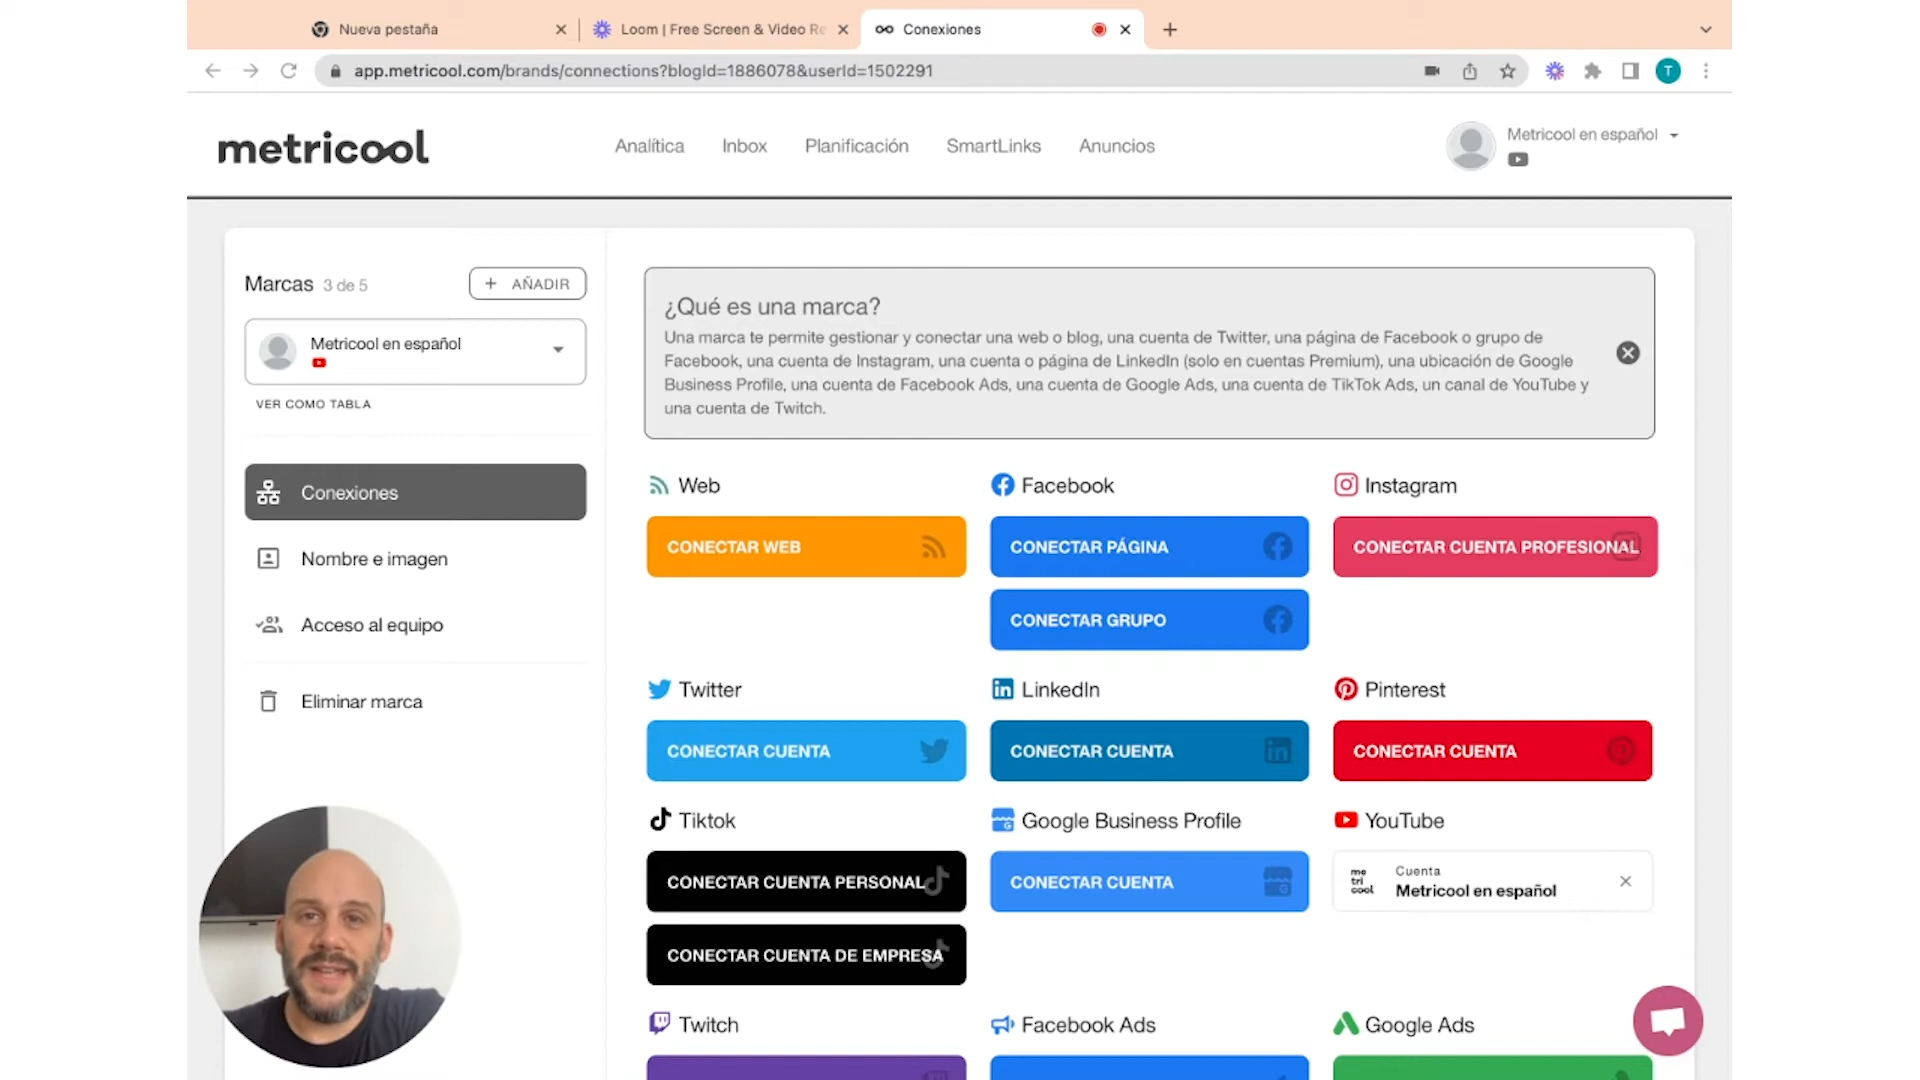 Nueva pestaña
Loom | Free Screen & Video Re
Conexiones
app.metricool.com/brands/connections?blogId=1886078&userId=1502291
T
metricool
Analítica
Inbox
Planificación
SmartLinks
Anuncios
Metricool en español
Marcas 3 de 5
+ AÑADIR
Metricool en español
VER COMO TABLA
Conexiones
Nombre e imagen
Acceso al equipo
Eliminar marca
¿Qué es una marca?
Una marca te permite gestionar y conectar una web o blog, una cuenta de Twitter, una página de Facebook o grupo de
Facebook, una cuenta de Instagram, una cuenta o página de LinkedIn (solo en cuentas Premium), una ubicación de Google
Business Profile, una cuenta de Facebook Ads, una cuenta de Google Ads, una cuenta de TikTok Ads, un canal de YouTube y
una cuenta de Twitch.
Web
CONECTAR WEB
Facebook
CONECTAR PÁGINA
CONECTAR GRUPO
Instagram
CONECTAR CUENTA PROFESIONAL
Twitter
CONECTAR CUENTA
LinkedIn
CONECTAR CUENTA
Pinterest
CONECTAR CUENTA
Tiktok
CONECTAR CUENTA PERSONAL
CONECTAR CUENTA DE EMPRESA
Google Business Profile
CONECTAR CUENTA
YouTube
me
tri
cool
Cuenta
Metricool en español
Twitch
Facebook Ads
Google Ads